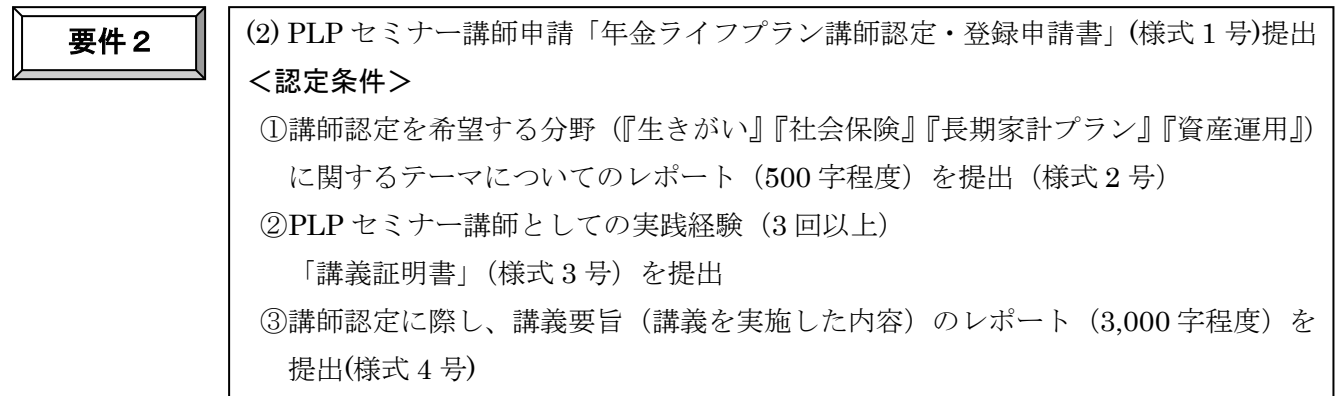 要件２
(2) PLP セミナー講師申請「年金ライフプラン講師認定・登録申請書」(様式 1 号)提出
＜認定条件＞
①講師認定を希望する分野（『生きがい』『社会保険』『長期家計プラン』『資産運用』）
に関するテーマについてのレポート（500 字程度）を提出（様式 2 号）
②PLP セミナー講師としての実践経験（3 回以上）
「講義証明書」（様式 3 号）を提出
③講師認定に際し、講義要旨（講義を実施した内容）のレポート（3,000 字程度）を
提出(様式 4 号)